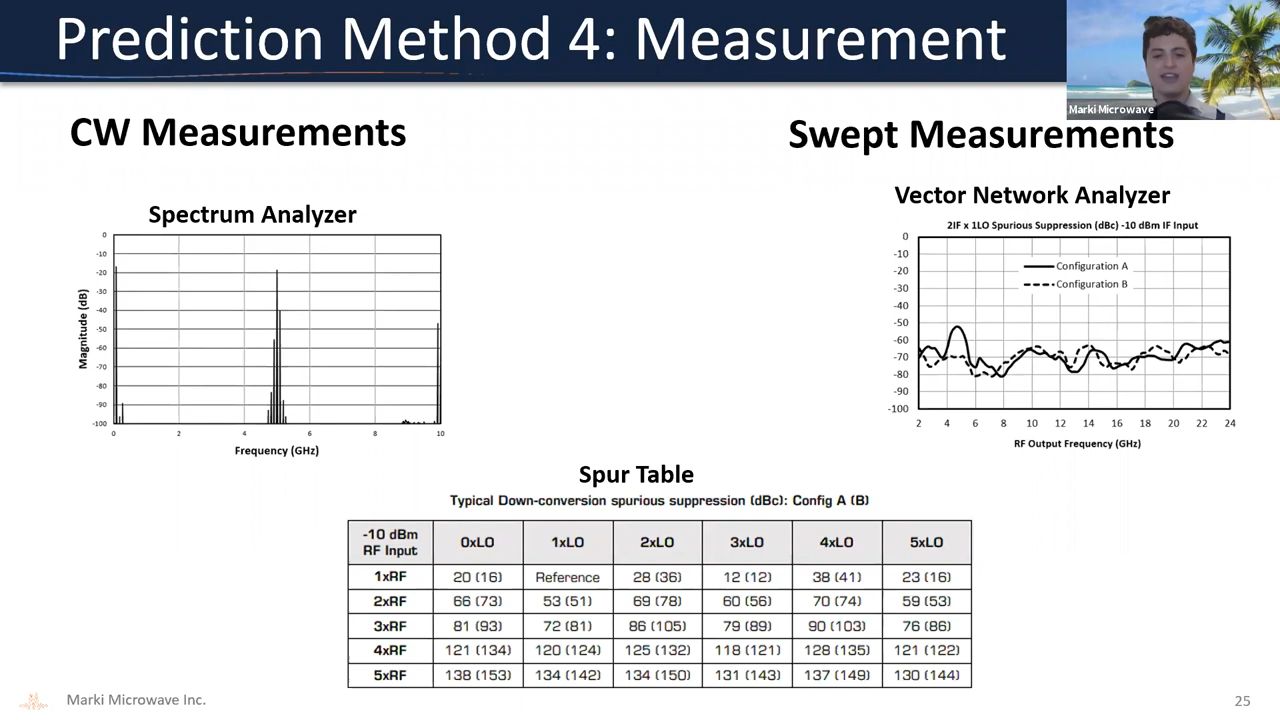 Prediction Method 4: Measurement
Marki Microwave
CW Measurements
Swept Measurements
Spectrum Analyzer
0
-10
-20
-30
-40
-50
-60
-70
-80
-90
-100
Magnitude (dB)
0 2 4 6 8 10
Frequency (GHz)
Vector Network Analyzer
2IF x 1LO Spurious Suppression (dBc) -10 dBm IF Input
0
-10
-20
-30
-40
-50
-60
-70
-80
-90
-100
Configuration A
Configuration B
2 4 6 8 10 12 14 16 18 20 22 24
RF Output Frequency (GHz)
Spur Table
Typical Down-conversion spurious suppression (dBc): Config A (B)
-10 dBm
RF Input 0xLO 1xLO 2xLO 3xLO 4xLO 5xLO
1xRF 20 (16) Reference 28 (36) 12 (12) 38 (41) 23 (16)
2xRF 66 (73) 53 (51) 69 (78) 60 (56) 70 (74) 59 (53)
3xRF 81 (93) 72 (81) 86 (105) 79 (89) 90 (103) 76 (86)
4xRF 121 (134) 120 (124) 125 (132) 118 (121) 128 (135) 121 (122)
5xRF 138 (153) 134 (142) 134 (150) 131 (143) 137 (149) 130 (144)
Marki Microwave Inc.
25